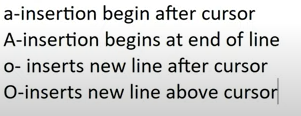 a-insertion begin after cursor
A-insertion begins at end of line
o- inserts new line after cursor
O-inserts new line above cursor